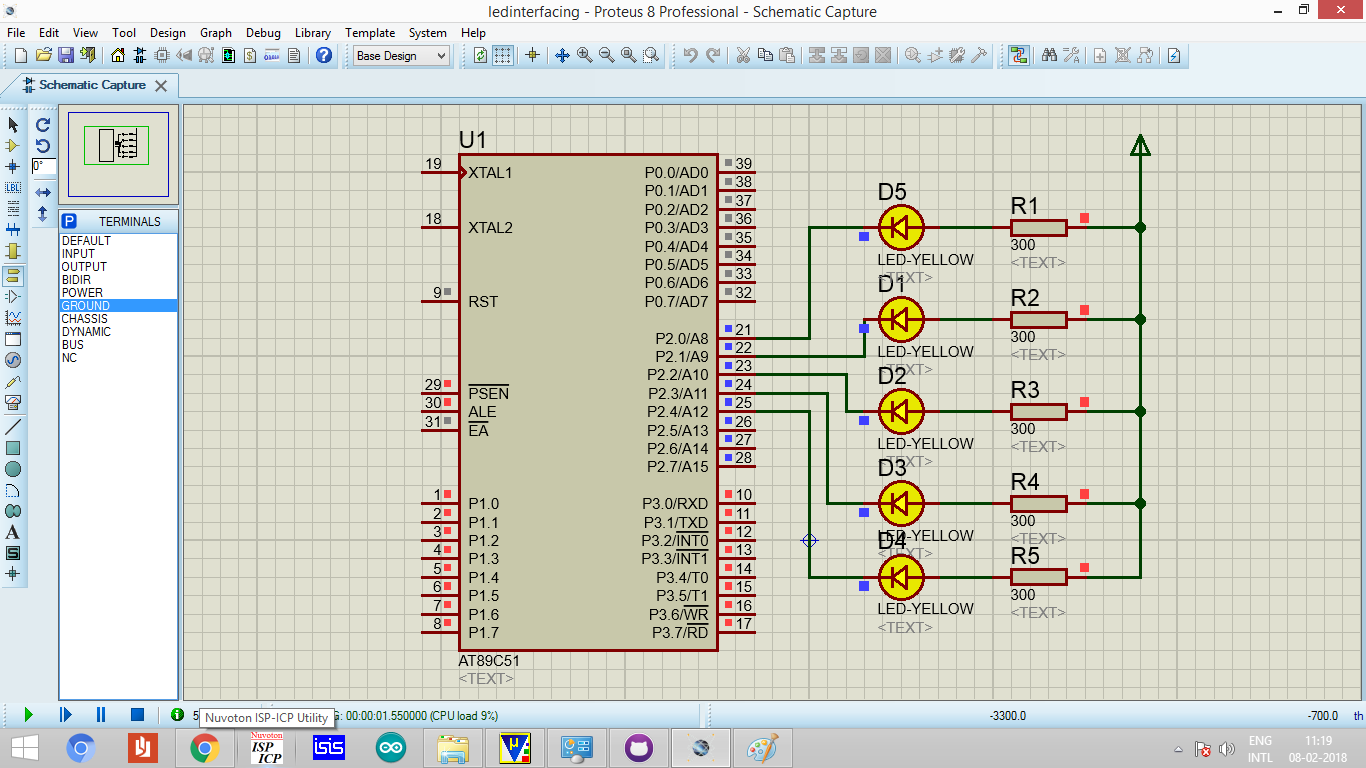 ledinterfacing - Proteus 8 Professional - Schematic Capture
File Edit View Tool Design Graph Debug Library Template System Help
Base Design
Schematic Capture
0°
LBL
P TERMINALS
DEFAULT
INPUT
OUTPUT
BIDIR
POWER
GROUND
CHASSIS
DYNAMIC
BUS
NC
A
S
U1
19 XTAL1
18 XTAL2
9 RST
29 PSEN
30 ALE
31 EA
1 P1.0
2 P1.1
3 P1.2
4 P1.3
5 P1.4
6 P1.5
7 P1.6
8 P1.7
P0.0/AD0 39
P0.1/AD1 38
P0.2/AD2 37
P0.3/AD3 36
P0.4/AD4 35
P0.5/AD5 34
P0.6/AD6 33
P0.7/AD7 32
P2.0/A8 21
P2.1/A9 22
P2.2/A10 23
P2.3/A11 24
P2.4/A12 25
P2.5/A13 26
P2.6/A14 27
P2.7/A15 28
P3.0/RXD 10
P3.1/TXD 11
P3.2/INT0 12
P3.3/INT1 13
P3.4/T0 14
P3.5/T1 15
P3.6/WR 16
P3.7/RD 17
AT89C51
<TEXT>
D5
LED-YELLOW
<TEXT>
R1
300
<TEXT>
D1
LED-YELLOW
<TEXT>
R2
300
<TEXT>
D2
LED-YELLOW
<TEXT>
R3
300
<TEXT>
D3
LED-YELLOW
<TEXT>
R4
300
<TEXT>
D4
LED-YELLOW
<TEXT>
R5
300
<TEXT>
5
Nuvoton ISP-ICP Utility
G: 00:00:01.550000 (CPU load 9%)
-3300.0
-700.0
th
Nuvoton
ISP
ICP
isis
ENG
INTL
11:19
08-02-2018